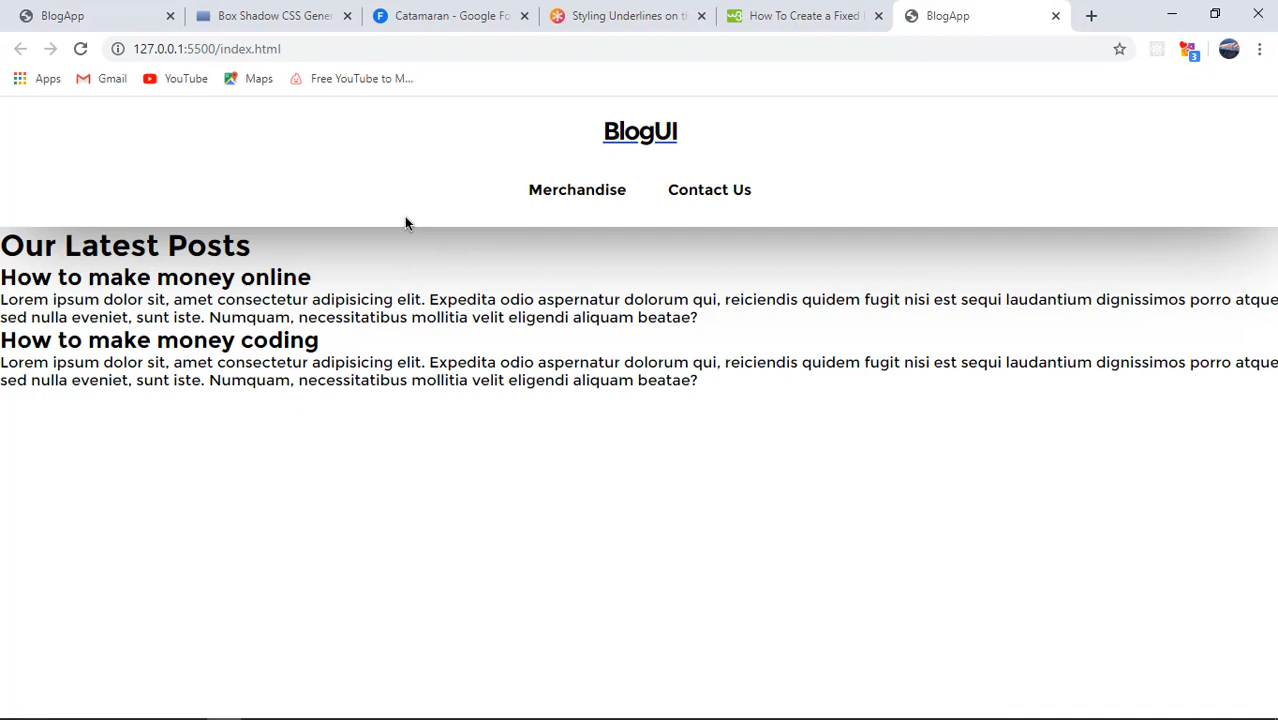 BlogApp
Box Shadow CSS Gene
Catamaran - Google Fo
Styling Underlines on t
How To Create a Fixed
BlogApp
127.0.0.1:5500/index.html
Apps
Gmail
YouTube
Maps
Free YouTube to M...
3
BlogUI
Merchandise
Contact Us
Our Latest Posts
How to make money online
Lorem ipsum dolor sit, amet consectetur adipisicing elit. Expedita odio aspernatur dolorum qui, reiciendis quidem fugit nisi est sequi laudantium dignissimos porro atque
sed nulla eveniet, sunt iste. Numquam, necessitatibus mollitia velit eligendi aliquam beatae?
How to make money coding
Lorem ipsum dolor sit, amet consectetur adipisicing elit. Expedita odio aspernatur dolorum qui, reiciendis quidem fugit nisi est sequi laudantium dignissimos porro atque
sed nulla eveniet, sunt iste. Numquam, necessitatibus mollitia velit eligendi aliquam beatae?